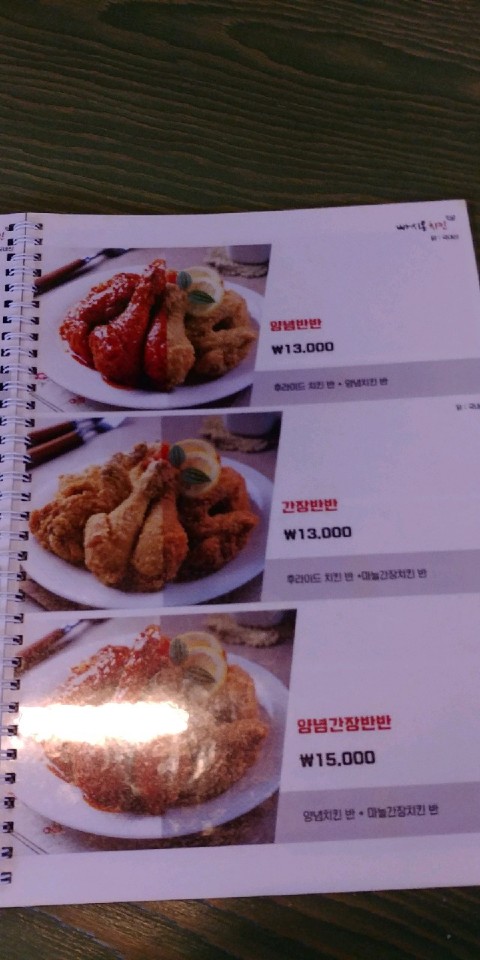 치킨
양념반반
₩13,000
후라이드 치킨 반 + 양념치킨 반
간장반반
₩13,000
후라이드 치킨 반 +마늘간장치킨 반
양념간장반반
₩15,000
양념치킨 반 + 마늘간장치킨 반